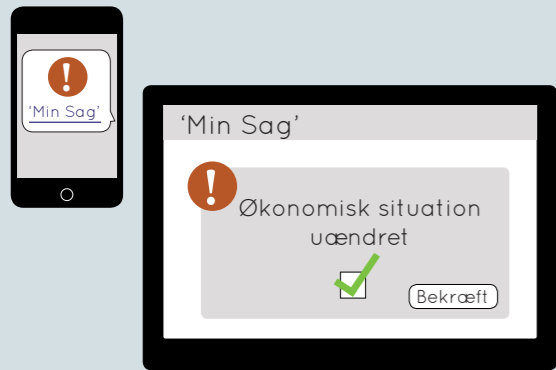 !
‘Min Sag’
‘Min Sag’
!
Økonomisk situation
uændret
Bekræft